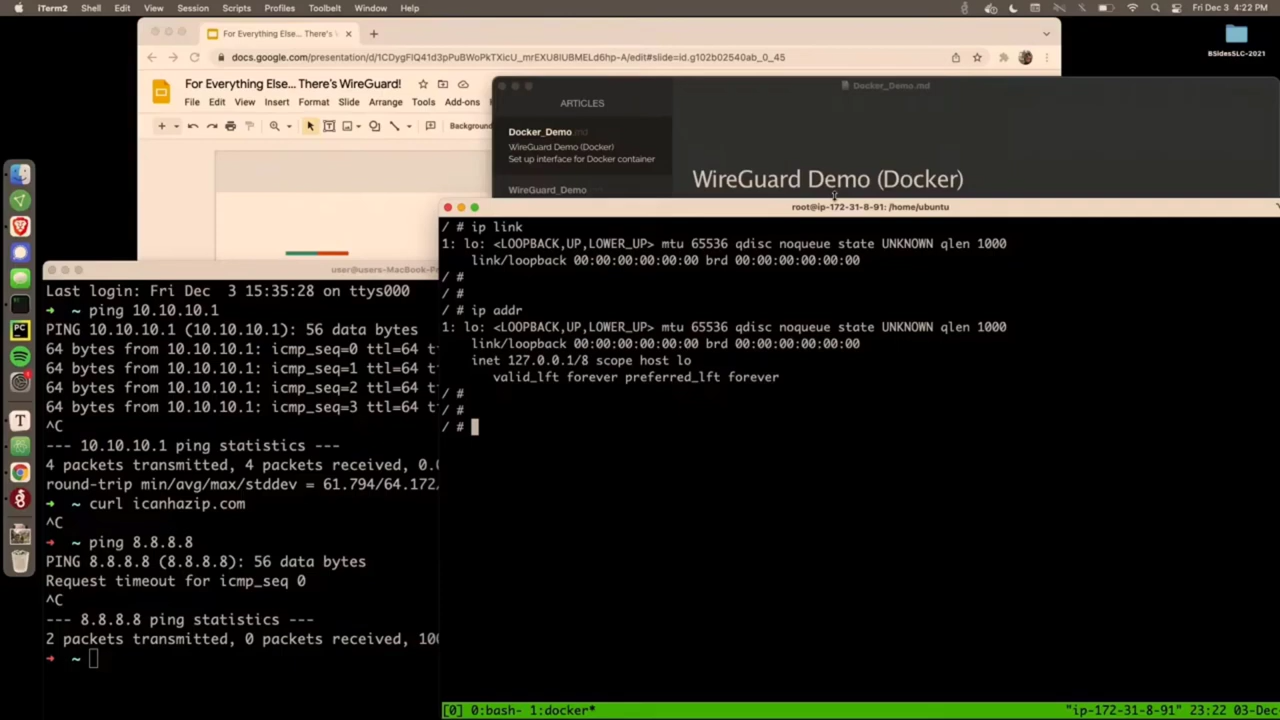 iTerm2 Shell Edit View Session Scripts Profiles Toolbelt Window Help Fri Dec 3 4:22 PM
BSidesSLC-2021
For Everything Else... There's W
docs.google.com/presentation/d/1CDygFIQ41d3pPuBWoPkTXicU_mrEXU8IUBMELd6hp-A/edit#slide=id.g102b02540ab_0_45
For Everything Else... There's WireGuard!
File Edit View Insert Format Slide Arrange Tools Add-ons
Background
Docker_Demo.md
ARTICLES
Docker_Demo.md
WireGuard Demo (Docker)
Set up interface for Docker container
WireGuard_Demo
WireGuard Demo (Docker)
user@users-MacBook-P
Last login: Fri Dec  3 15:35:28 on ttys000
➜ ~ ping 10.10.10.1
PING 10.10.10.1 (10.10.10.1): 56 data bytes
64 bytes from 10.10.10.1: icmp_seq=0 ttl=64 t
64 bytes from 10.10.10.1: icmp_seq=1 ttl=64 t
64 bytes from 10.10.10.1: icmp_seq=2 ttl=64 t
64 bytes from 10.10.10.1: icmp_seq=3 ttl=64 t
^C
--- 10.10.10.1 ping statistics ---
4 packets transmitted, 4 packets received, 0.0
round-trip min/avg/max/stddev = 61.794/64.172/
➜ ~ curl icanhazip.com
^C
➜ ~ ping 8.8.8.8
PING 8.8.8.8 (8.8.8.8): 56 data bytes
Request timeout for icmp_seq 0
^C
--- 8.8.8.8 ping statistics ---
2 packets transmitted, 0 packets received, 100
➜ ~
root@ip-172-31-8-91: /home/ubuntu
/ # ip link
1: lo: <LOOPBACK,UP,LOWER_UP> mtu 65536 qdisc noqueue state UNKNOWN qlen 1000
link/loopback 00:00:00:00:00:00 brd 00:00:00:00:00:00
/ #
/ #
/ # ip addr
1: lo: <LOOPBACK,UP,LOWER_UP> mtu 65536 qdisc noqueue state UNKNOWN qlen 1000
link/loopback 00:00:00:00:00:00 brd 00:00:00:00:00:00
inet 127.0.0.1/8 scope host lo
valid_lft forever preferred_lft forever
/ #
/ #
/ #
[0] 0:bash- 1:docker* "ip-172-31-8-91" 23:22 03-Dec